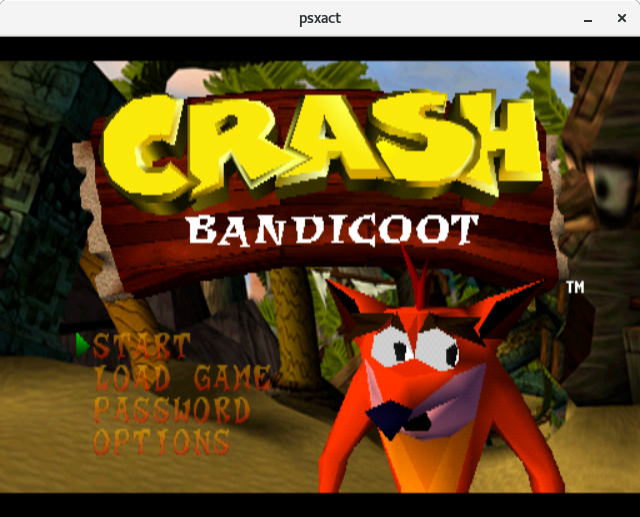 psxact
CRASH
BANDICOOT
TM
START
LOAD GAME
PASSWORD
OPTIONS